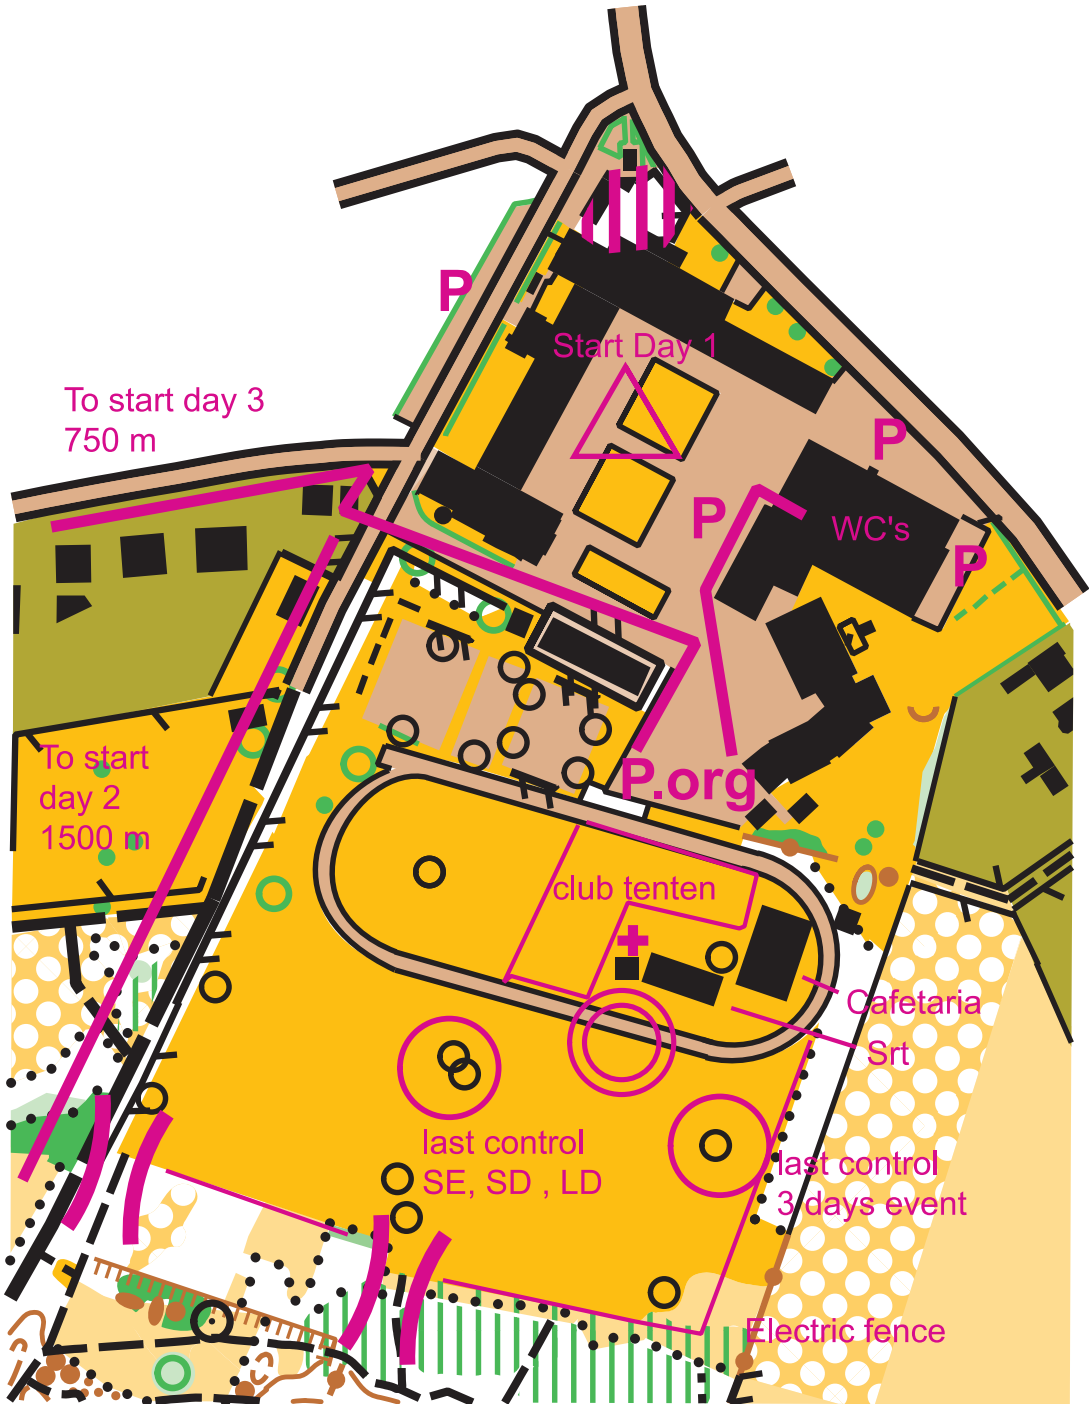 P
Start Day 1
To start day 3
750 m
P
P
WC's
P
To start
day 2
1500 m
P.org
club tenten
Cafetaria
Srt
last control
SE, SD , LD
last control
3 days event
Electric fence